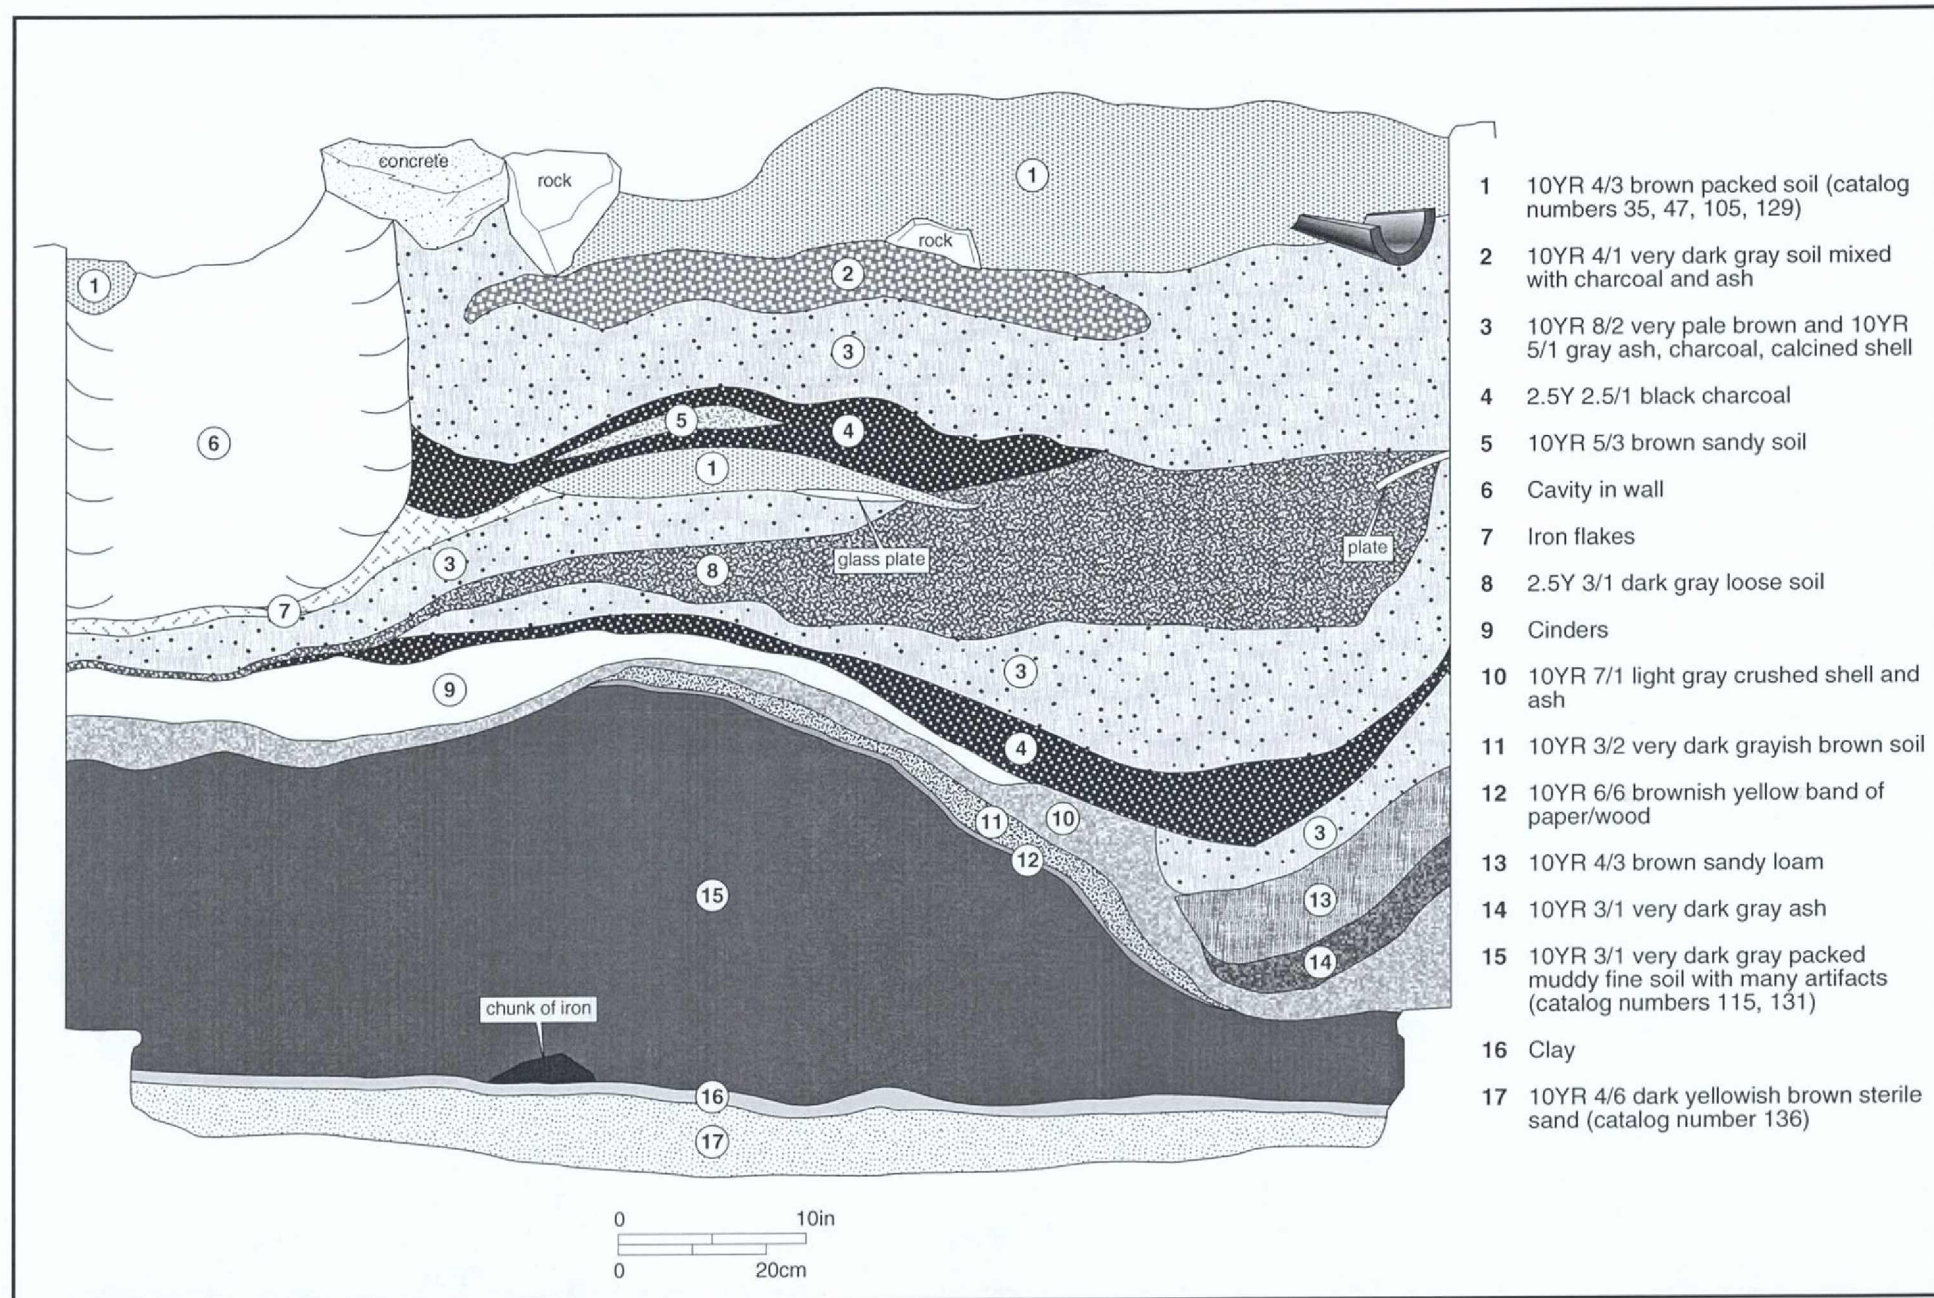 concrete
rock
1
rock
1
2
3
5
4
6
1
glass plate
plate
3
8
7
3
9
4
10
11
3
12
15
13
14
chunk of iron
16
17
0 10in
0 20cm
1 10YR 4/3 brown packed soil (catalog
numbers 35, 47, 105, 129)
2 10YR 4/1 very dark gray soil mixed
with charcoal and ash
3 10YR 8/2 very pale brown and 10YR
5/1 gray ash, charcoal, calcined shell
4 2.5Y 2.5/1 black charcoal
5 10YR 5/3 brown sandy soil
6 Cavity in wall
7 Iron flakes
8 2.5Y 3/1 dark gray loose soil
9 Cinders
10 10YR 7/1 light gray crushed shell and
ash
11 10YR 3/2 very dark grayish brown soil
12 10YR 6/6 brownish yellow band of
paper/wood
13 10YR 4/3 brown sandy loam
14 10YR 3/1 very dark gray ash
15 10YR 3/1 very dark gray packed
muddy fine soil with many artifacts
(catalog numbers 115, 131)
16 Clay
17 10YR 4/6 dark yellowish brown sterile
sand (catalog number 136)